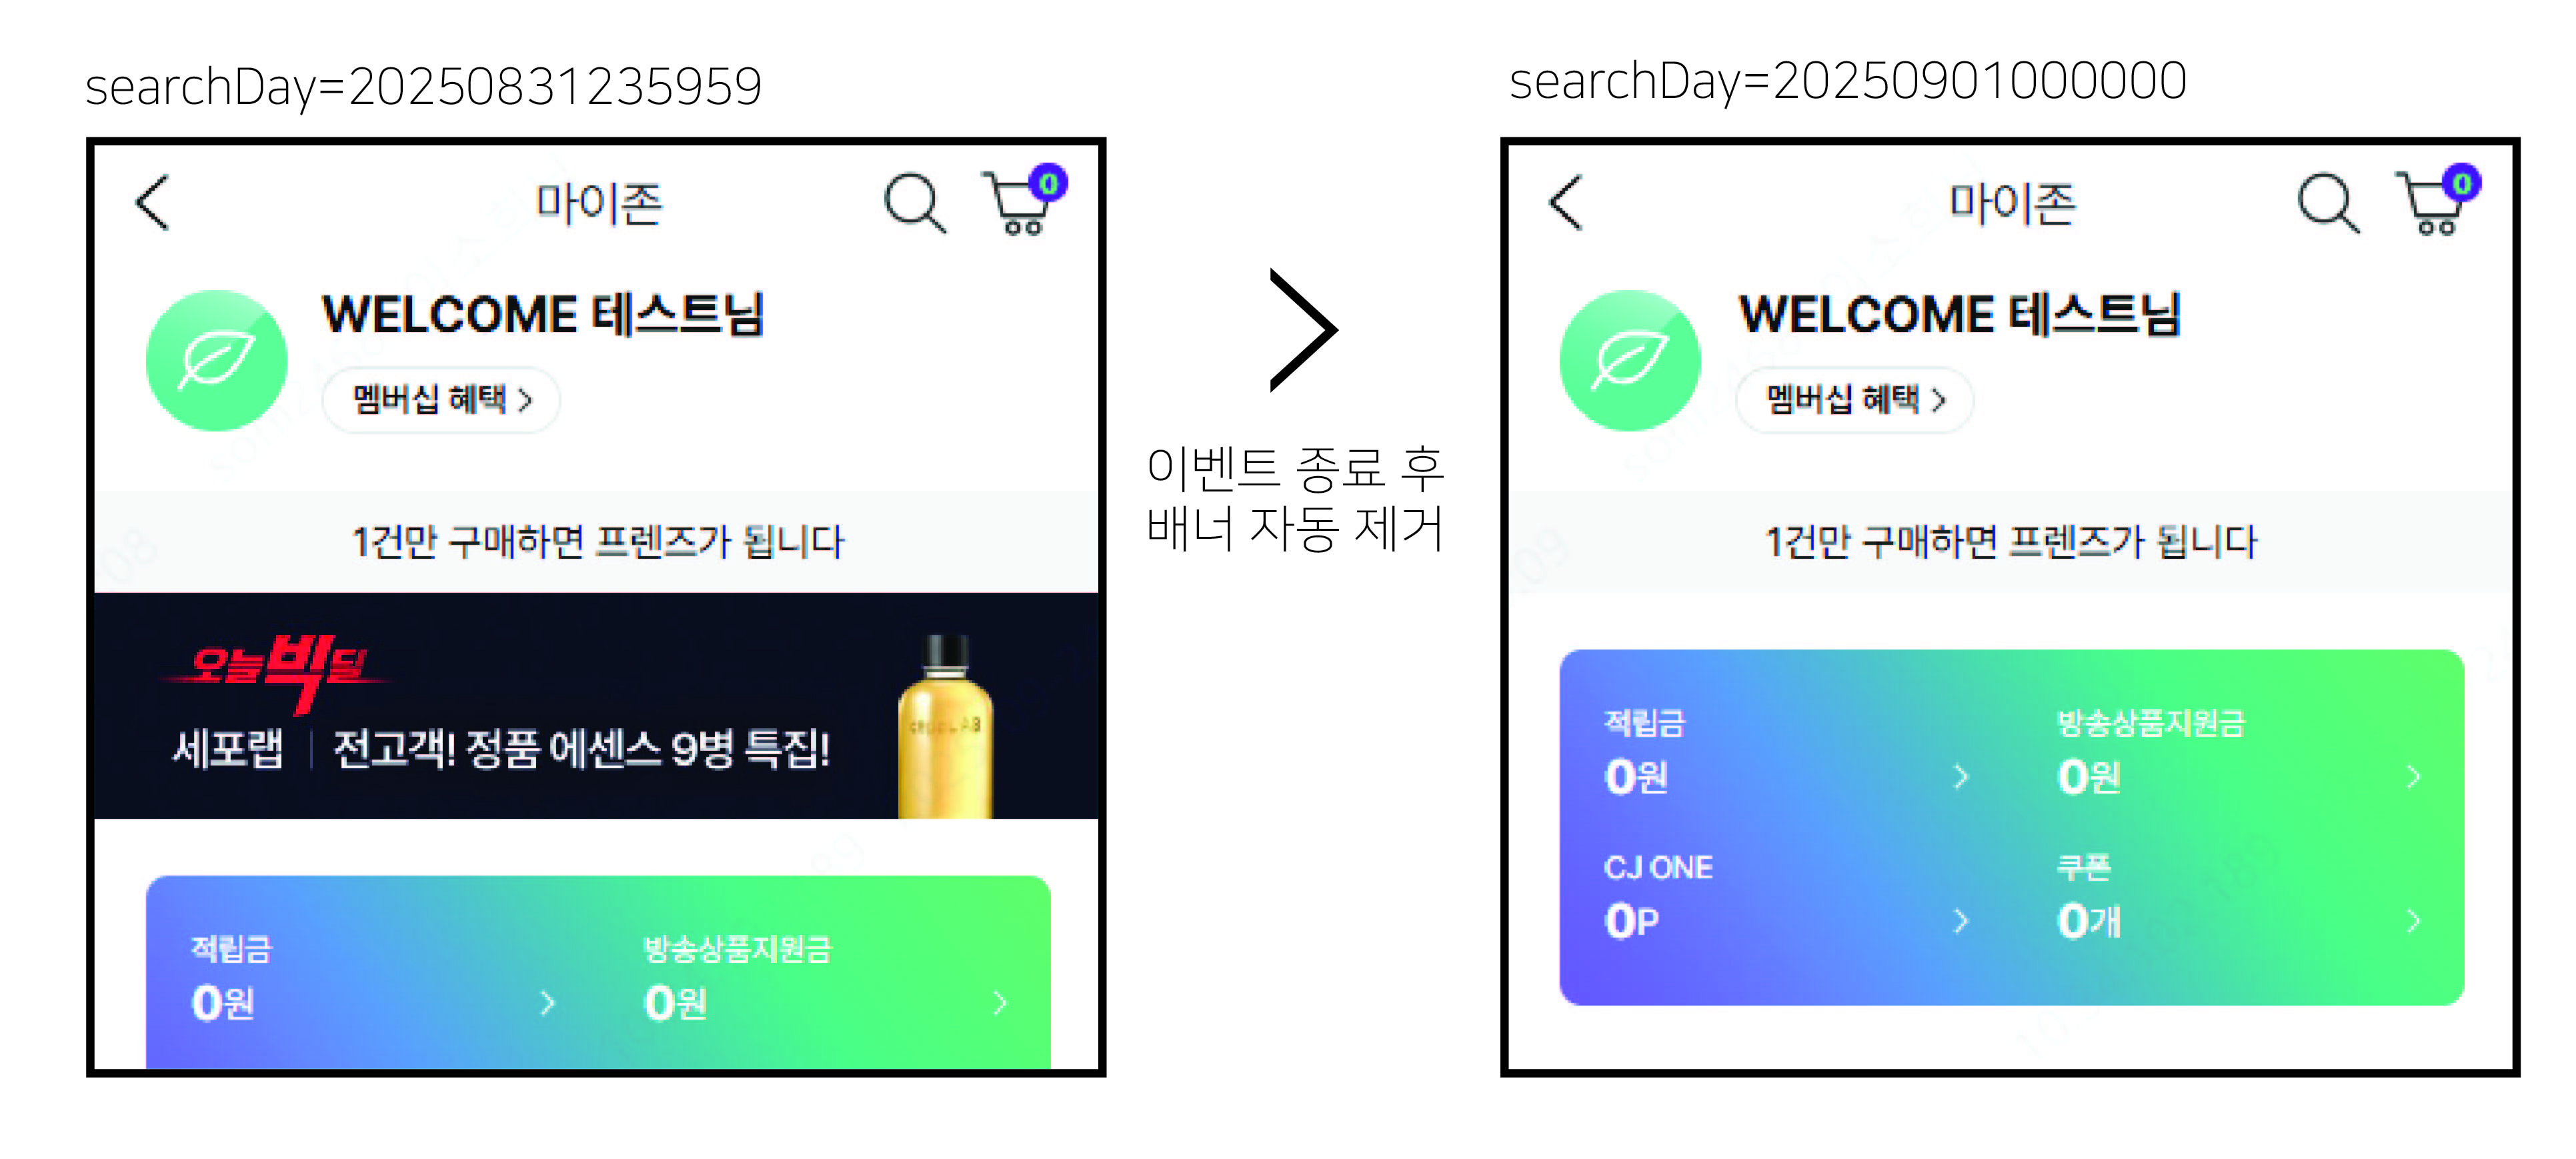 searchDay=20250831235959
마이존
0
WELCOME 테스트님
멤버십 혜택 >
1건만 구매하면 프렌즈가 됩니다
오늘빅딜
세포랩 | 전고객! 정품 에센스 9병 특집!
적립금
0원
방송상품지원금
0원
이벤트 종료 후
배너 자동 제거
searchDay=20250901000000
마이존
0
WELCOME 테스트님
멤버십 혜택 >
1건만 구매하면 프렌즈가 됩니다
적립금
0원
방송상품지원금
0원
CJ ONE
0P
쿠폰
0개